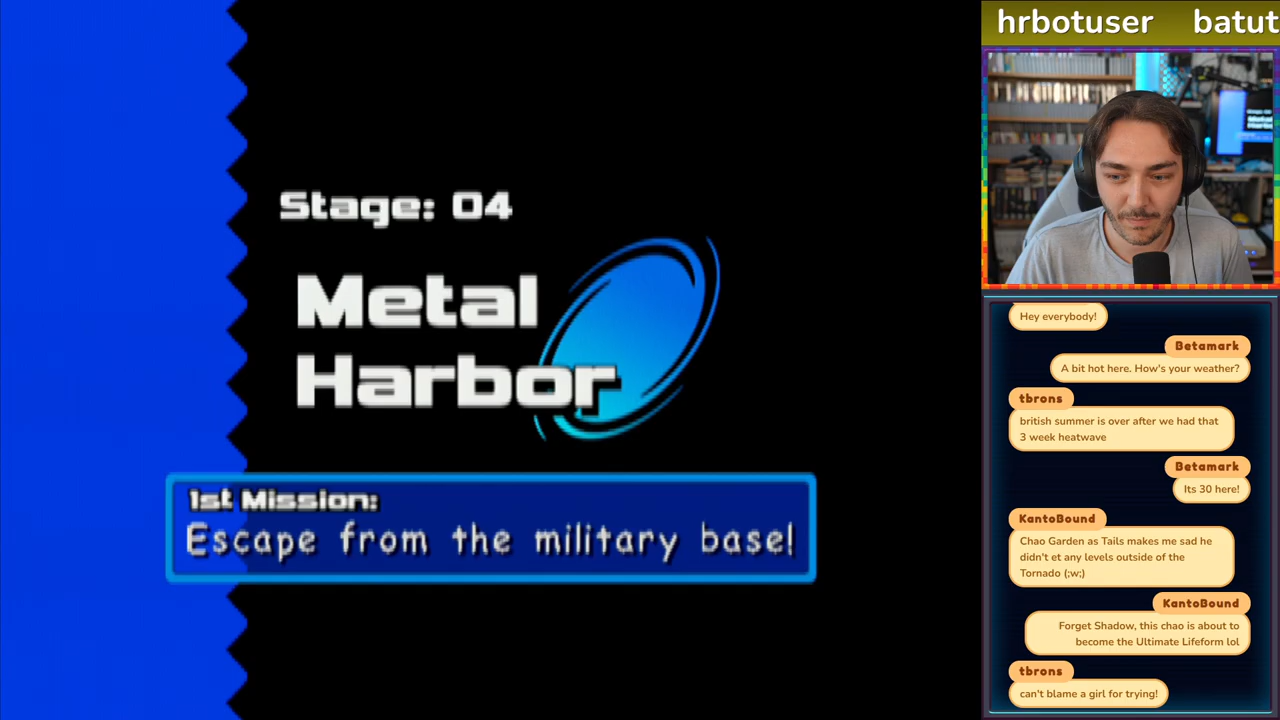 Stage: 04
Metal
Harbor
1st Mission:
Escape from the military base!
hrbotuser batut
Hey everybody!
Betamark
A bit hot here. How's your weather?
tbrons
british summer is over after we had that
3 week heatwave
Betamark
Its 30 here!
KantoBound
Chao Garden as Tails makes me sad he
didn't et any levels outside of the
Tornado (;w;)
KantoBound
Forget Shadow, this chao is about to
become the Ultimate Lifeform lol
tbrons
can't blame a girl for trying!